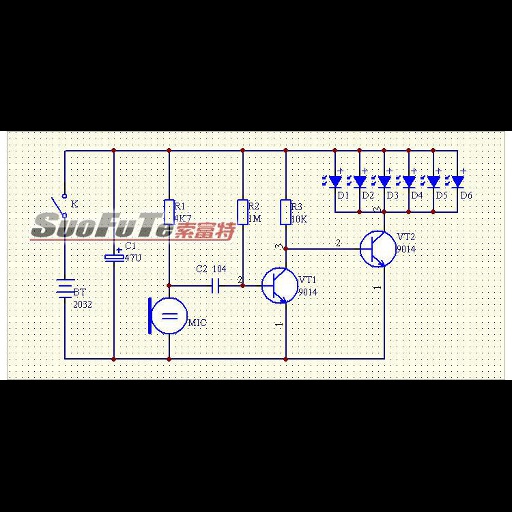 D1
D2
D3
D4
D5
D6
K
R1
4K7
R2
1M
R3
10K
SuoFuTe索富特
C1
47U
3
2
3
VT2
9014
C2 104
2
VT1
9014
BT
2032
MIC
1
1